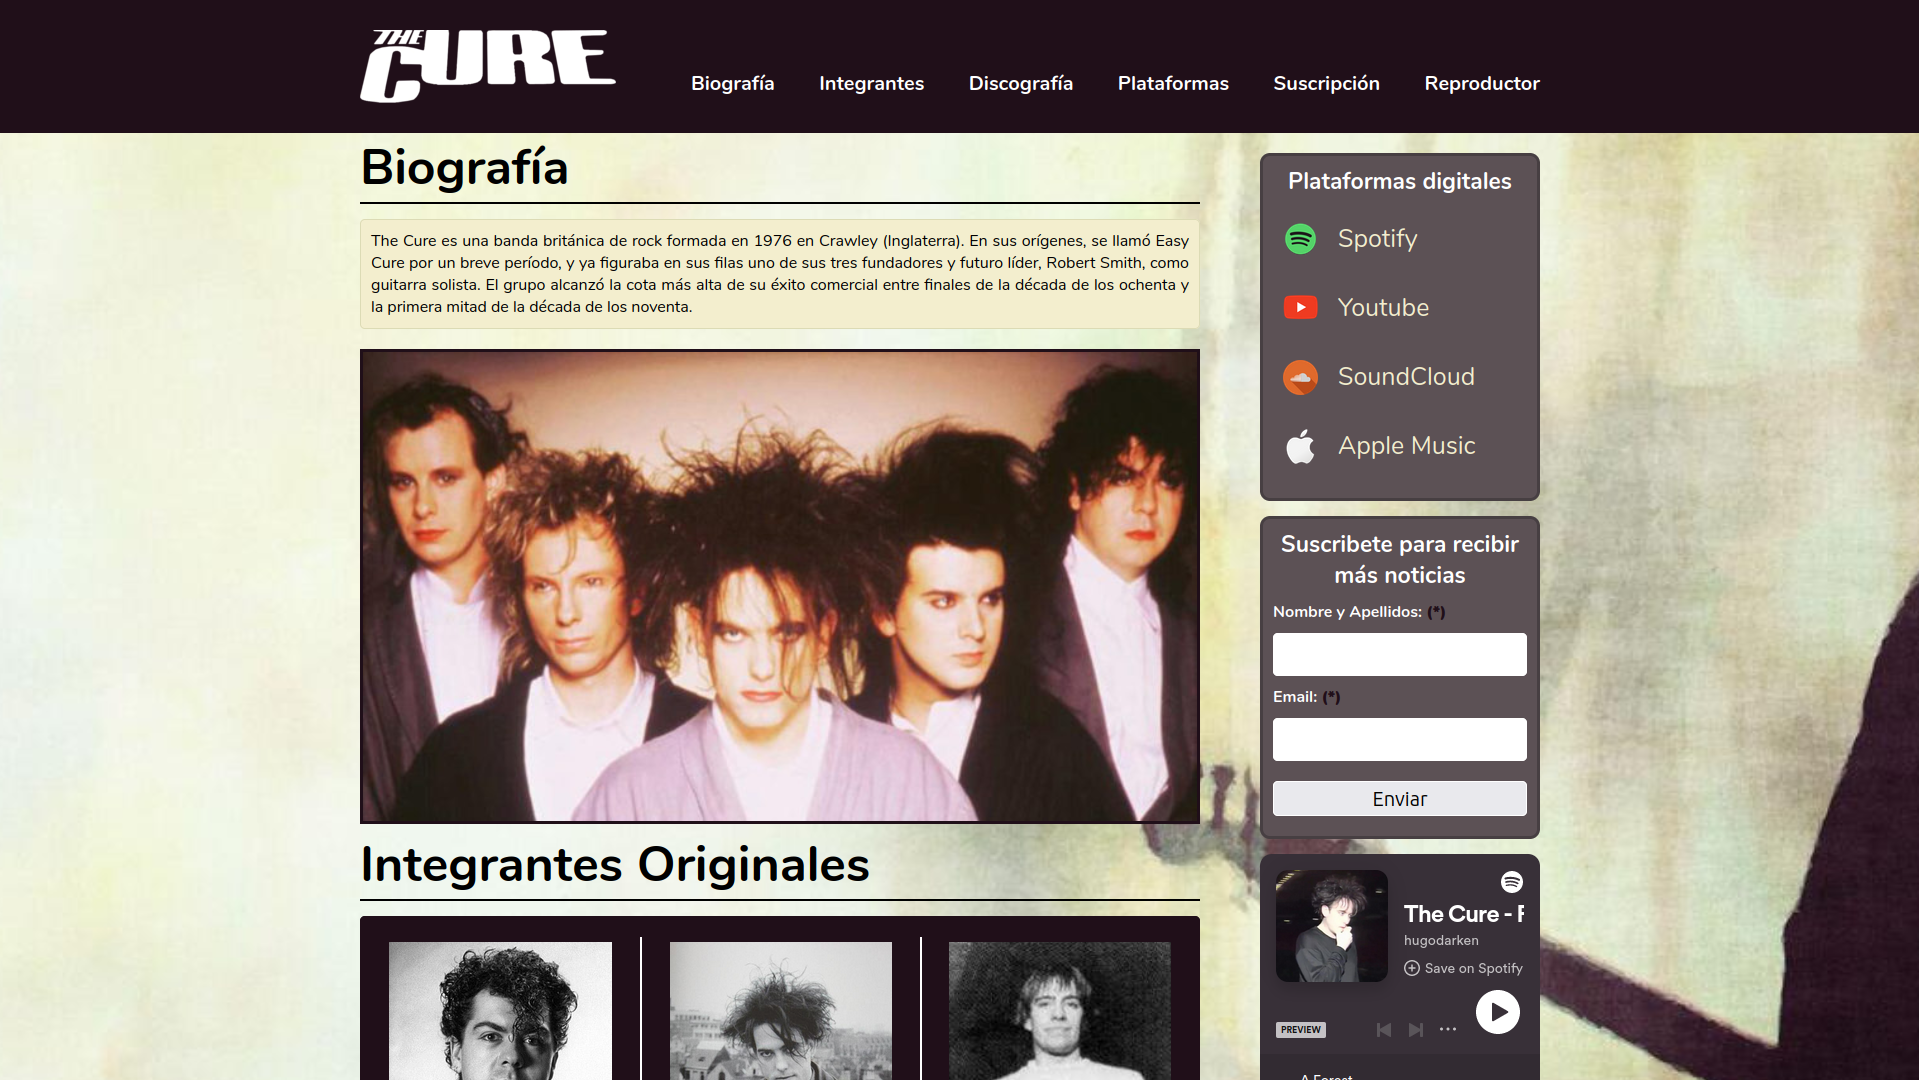 THE CURE
Biografía
Integrantes
Discografía
Plataformas
Suscripción
Reproductor
Biografía
The Cure es una banda británica de rock formada en 1976 en Crawley (Inglaterra). En sus orígenes, se llamó Easy
Cure por un breve período, y ya figuraba en sus filas uno de sus tres fundadores y futuro líder, Robert Smith, como
guitarra solista. El grupo alcanzó la cota más alta de su éxito comercial entre finales de la década de los ochenta y
la primera mitad de la década de los noventa.
Integrantes Originales
Plataformas digitales
Spotify
Youtube
SoundCloud
Apple Music
Suscribete para recibir
más noticias
Nombre y Apellidos: (*)
Email: (*)
Enviar
The Cure - F
hugodarken
Save on Spotify
PREVIEW
A Forest